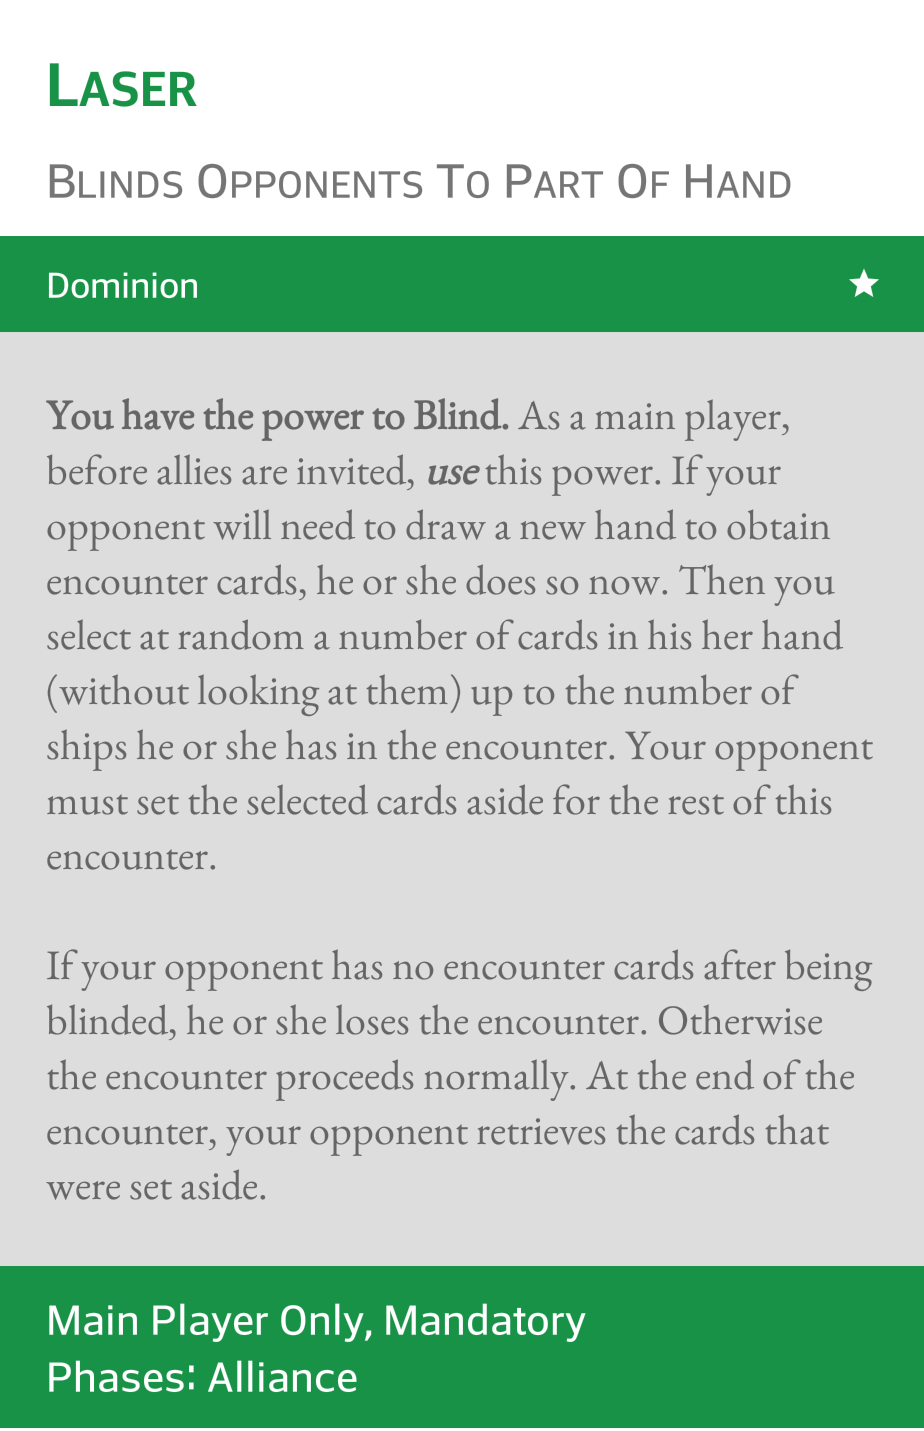 Laser
Blinds Opponents To Part Of Hand
Dominion
You have the power to Blind. As a main player,
before allies are invited, use this power. If your
opponent will need to draw a new hand to obtain
encounter cards, he or she does so now. Then you
select at random a number of cards in his her hand
(without looking at them) up to the number of
ships he or she has in the encounter. Your opponent
must set the selected cards aside for the rest of this
encounter.
If your opponent has no encounter cards after being
blinded, he or she loses the encounter. Otherwise
the encounter proceeds normally. At the end of the
encounter, your opponent retrieves the cards that
were set aside.
Main Player Only, Mandatory
Phases: Alliance